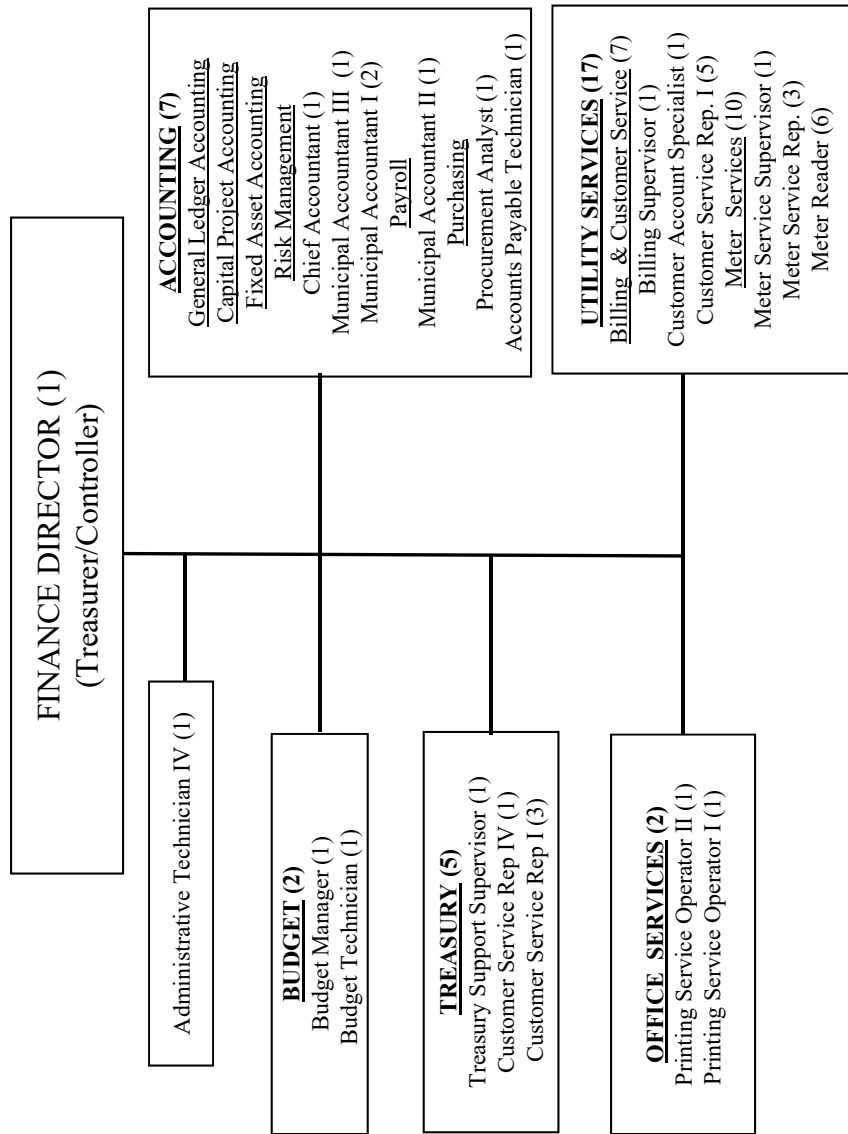 FINANCE DIRECTOR (1)
(Treasurer/Controller)
Administrative Technician IV (1)
BUDGET (2)
Budget Manager (1)
Budget Technician (1)
TREASURY (5)
Treasury Support Supervisor (1)
Customer Service Rep IV (1)
Customer Service Rep I (3)
OFFICE SERVICES (2)
Printing Service Operator II (1)
Printing Service Operator I (1)
ACCOUNTING (7)
General Ledger Accounting
Capital Project Accounting
Fixed Asset Accounting
Risk Management
Chief Accountant (1)
Municipal Accountant III (1)
Municipal Accountant I (2)
Payroll
Municipal Accountant II (1)
Purchasing
Procurement Analyst (1)
Accounts Payable Technician (1)
UTILITY SERVICES (17)
Billing & Customer Service (7)
Billing Supervisor (1)
Customer Account Specialist (1)
Customer Service Rep. I (5)
Meter Services (10)
Meter Service Supervisor (1)
Meter Service Rep. (3)
Meter Reader (6)